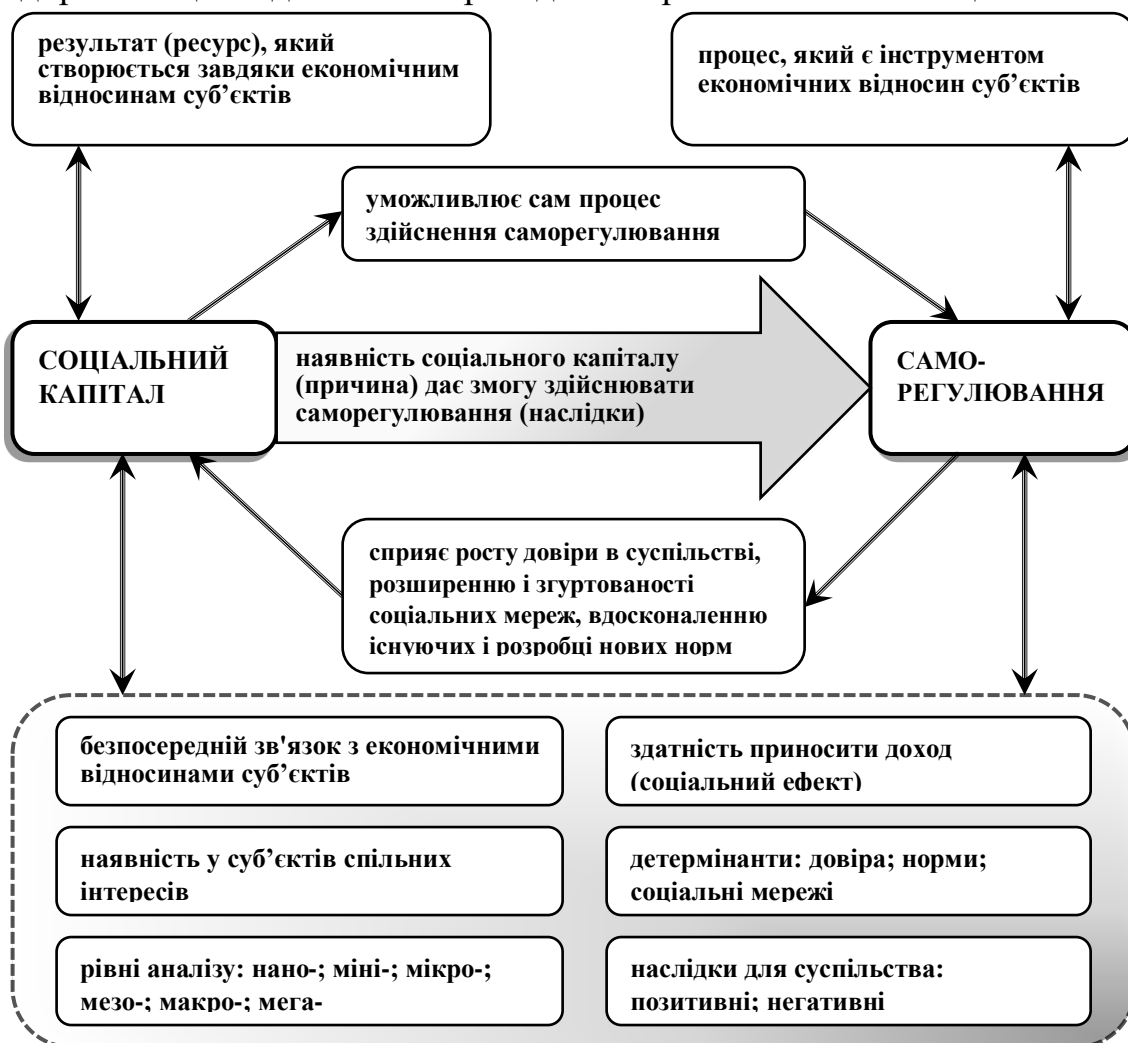 результат (ресурс), який
створюється завдяки економічним
відносинам суб’єктів
процес, який є інструментом
економічних відносин суб’єктів
уможливлює сам процес
здійснення саморегулювання
СОЦІАЛЬНИЙ
КАПІТАЛ
наявність соціального капіталу
(причина) дає змогу здійснювати
саморегулювання (наслідки)
САМО-
РЕГУЛЮВАННЯ
сприяє росту довіри в суспільстві,
розширенню і згуртованості
соціальних мереж, вдосконаленню
існуючих і розробці нових норм
безпосередній зв'язок з економічними
відносинами суб’єктів
здатність приносити доход
(соціальний ефект)
наявність у суб’єктів спільних
інтересів
детермінанти: довіра; норми;
соціальні мережі
рівні аналізу: нано-; міні-; мікро-;
мезо-; макро-; мега-
наслідки для суспільства:
позитивні; негативні